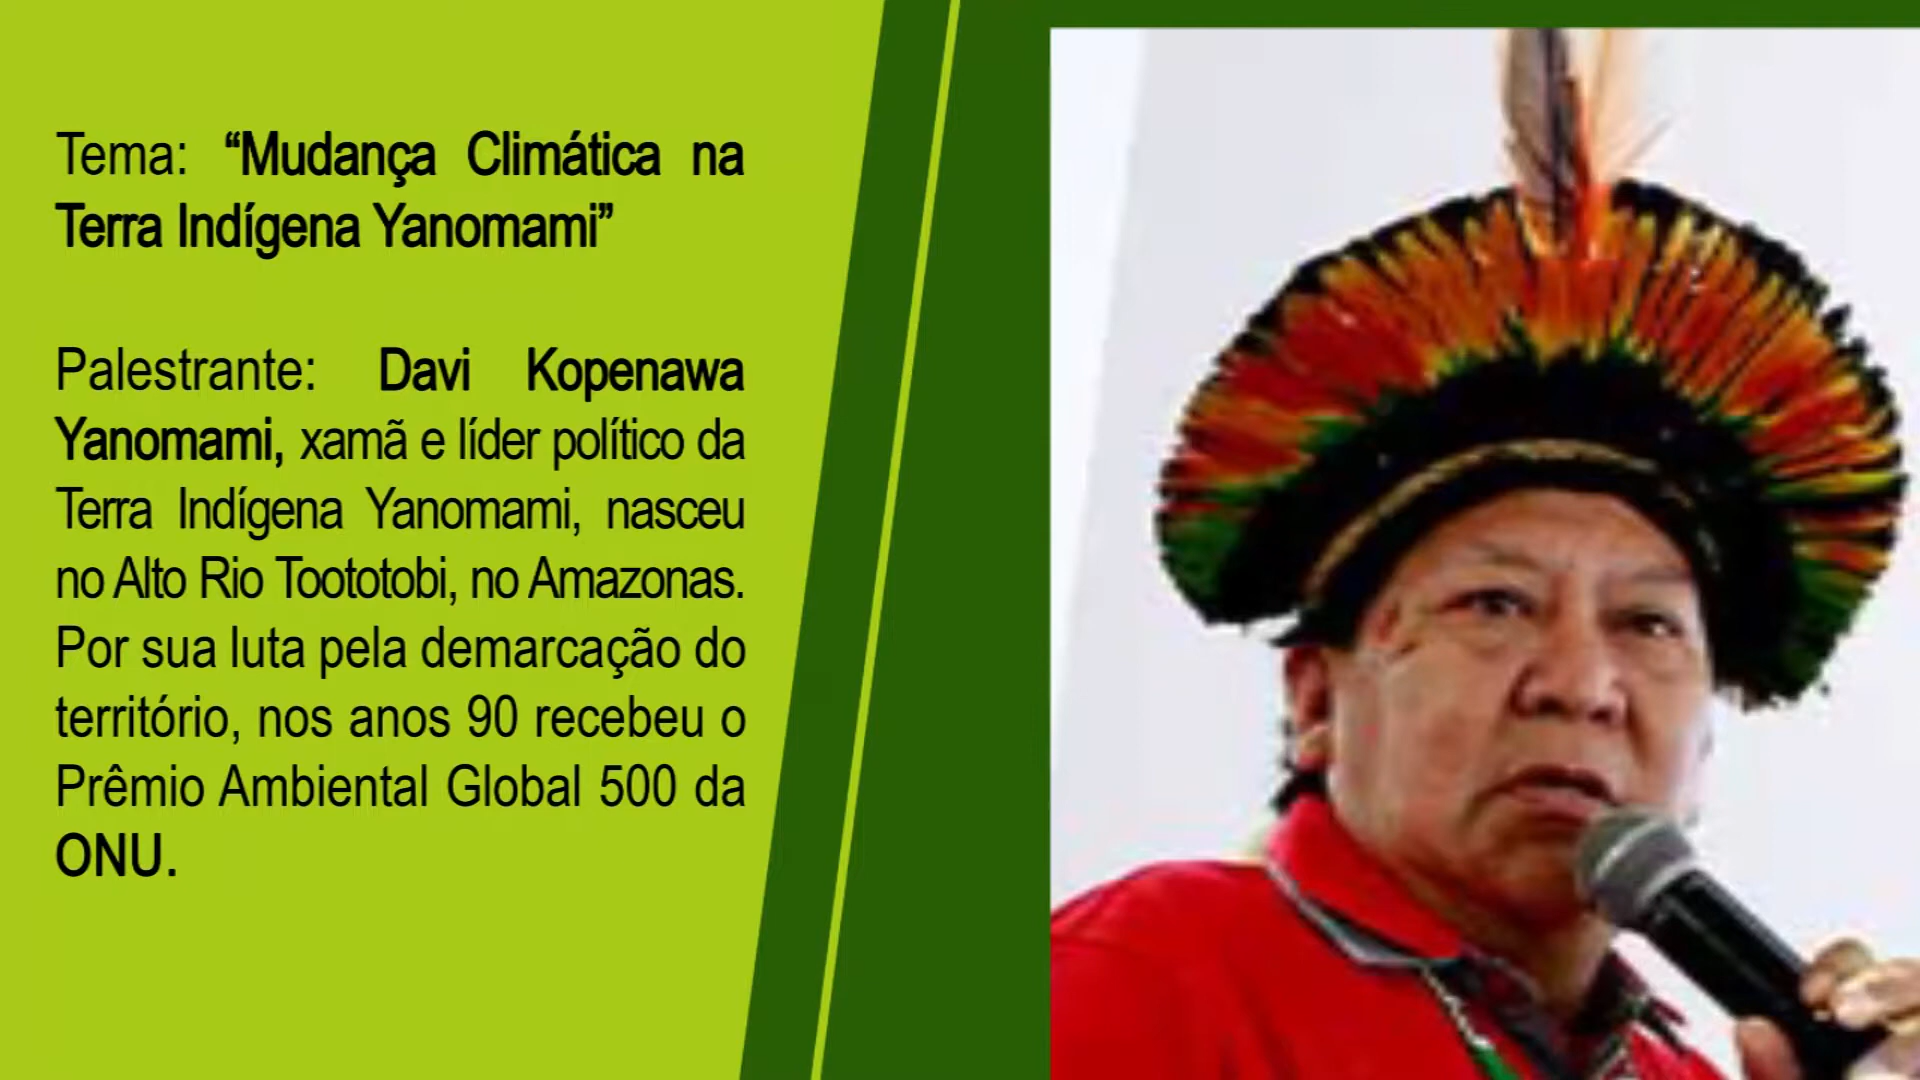 Tema: “Mudança Climática na
Terra Indígena Yanomami”
Palestrante: Davi Kopenawa
Yanomami, xamã e líder político da
Terra Indígena Yanomami, nasceu
no Alto Rio Toototobi, no Amazonas.
Por sua luta pela demarcação do
território, nos anos 90 recebeu o
Prêmio Ambiental Global 500 da
ONU.